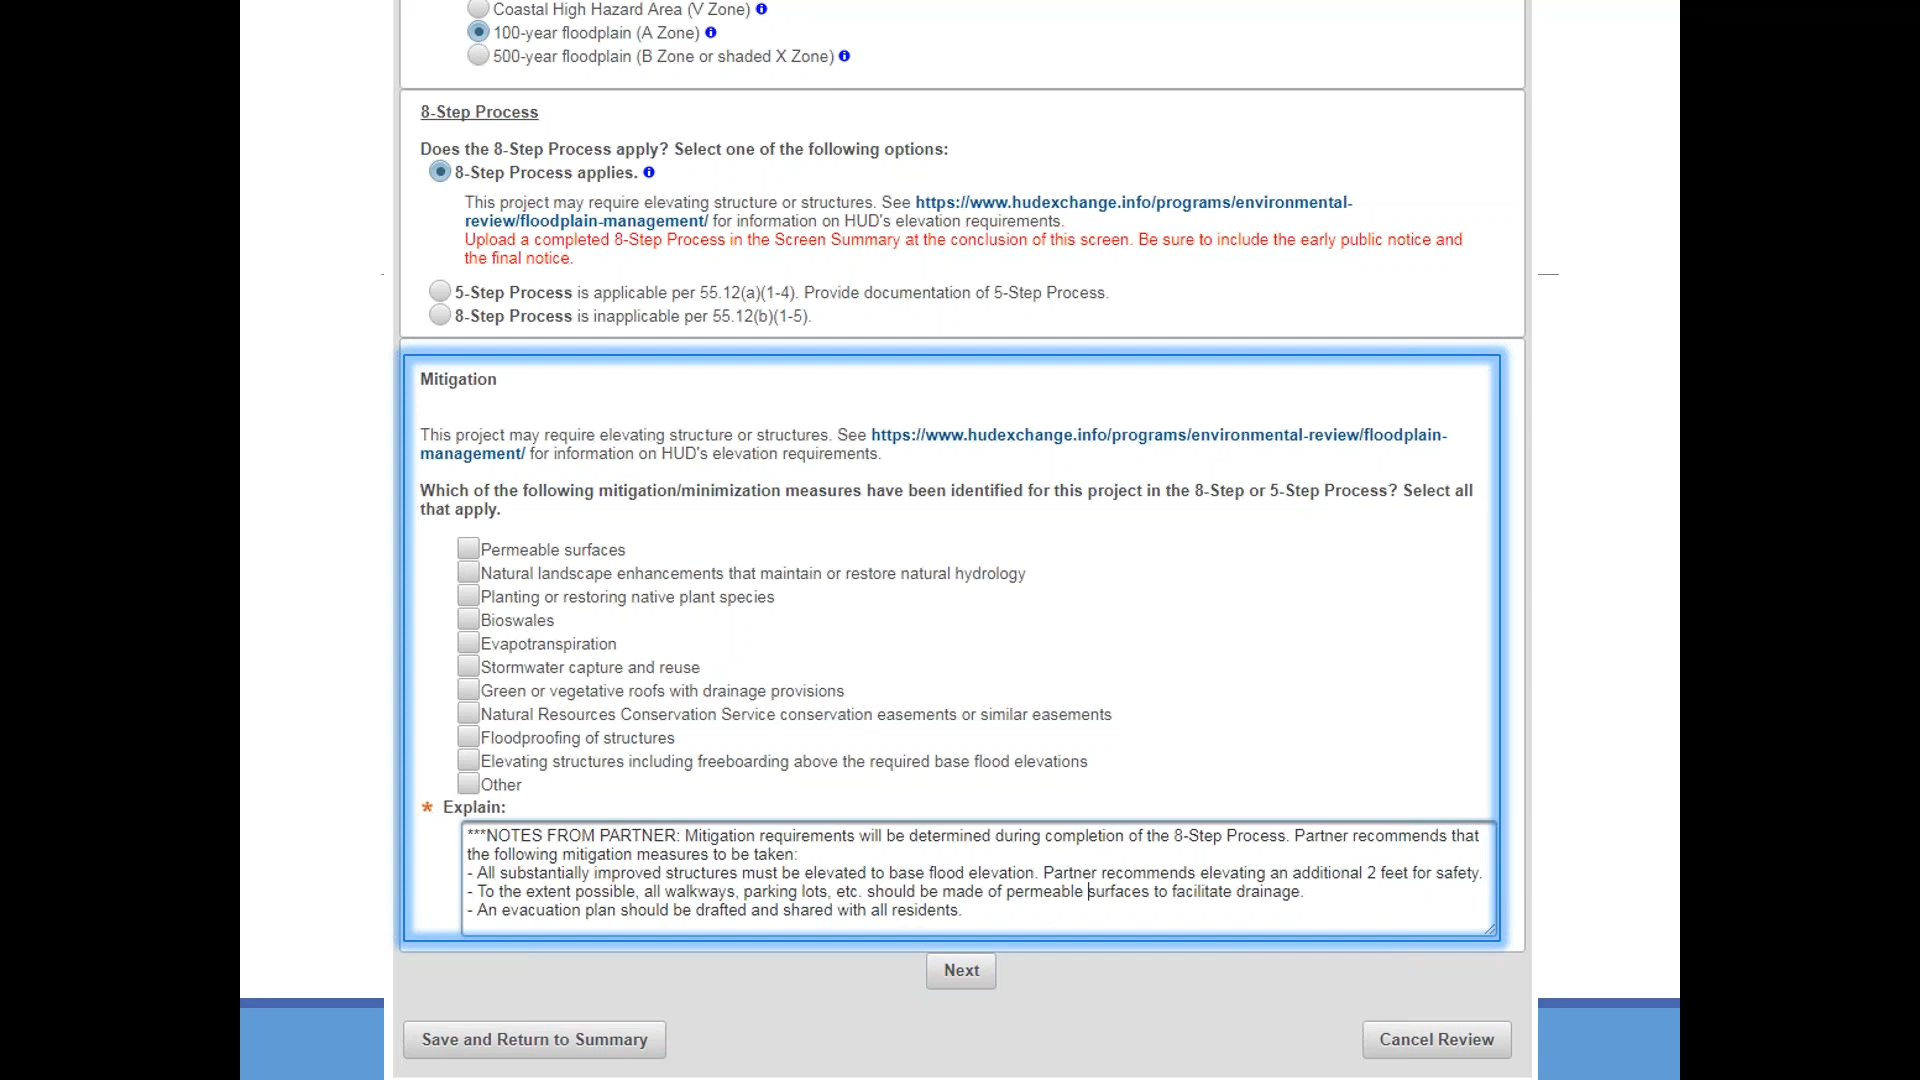 Coastal High Hazard Area (V Zone)
100-year floodplain (A Zone)
500-year floodplain (B Zone or shaded X Zone)
8-Step Process
Does the 8-Step Process apply? Select one of the following options:
8-Step Process applies.
This project may require elevating structure or structures. See https://www.hudexchange.info/programs/environmental-
review/floodplain-management/ for information on HUD's elevation requirements.
Upload a completed 8-Step Process in the Screen Summary at the conclusion of this screen. Be sure to include the early public notice and
the final notice.
5-Step Process is applicable per 55.12(a)(1-4). Provide documentation of 5-Step Process.
8-Step Process is inapplicable per 55.12(b)(1-5).
Mitigation
This project may require elevating structure or structures. See https://www.hudexchange.info/programs/environmental-review/floodplain-
management/ for information on HUD's elevation requirements.
Which of the following mitigation/minimization measures have been identified for this project in the 8-Step or 5-Step Process? Select all
that apply.
Permeable surfaces
Natural landscape enhancements that maintain or restore natural hydrology
Planting or restoring native plant species
Bioswales
Evapotranspiration
Stormwater capture and reuse
Green or vegetative roofs with drainage provisions
Natural Resources Conservation Service conservation easements or similar easements
Floodproofing of structures
Elevating structures including freeboarding above the required base flood elevations
Other
* Explain:
***NOTES FROM PARTNER: Mitigation requirements will be determined during completion of the 8-Step Process. Partner recommends that
the following mitigation measures to be taken:
- All substantially improved structures must be elevated to base flood elevation. Partner recommends elevating an additional 2 feet for safety.
- To the extent possible, all walkways, parking lots, etc. should be made of permeable surfaces to facilitate drainage.
- An evacuation plan should be drafted and shared with all residents.
Next
Save and Return to Summary
Cancel Review